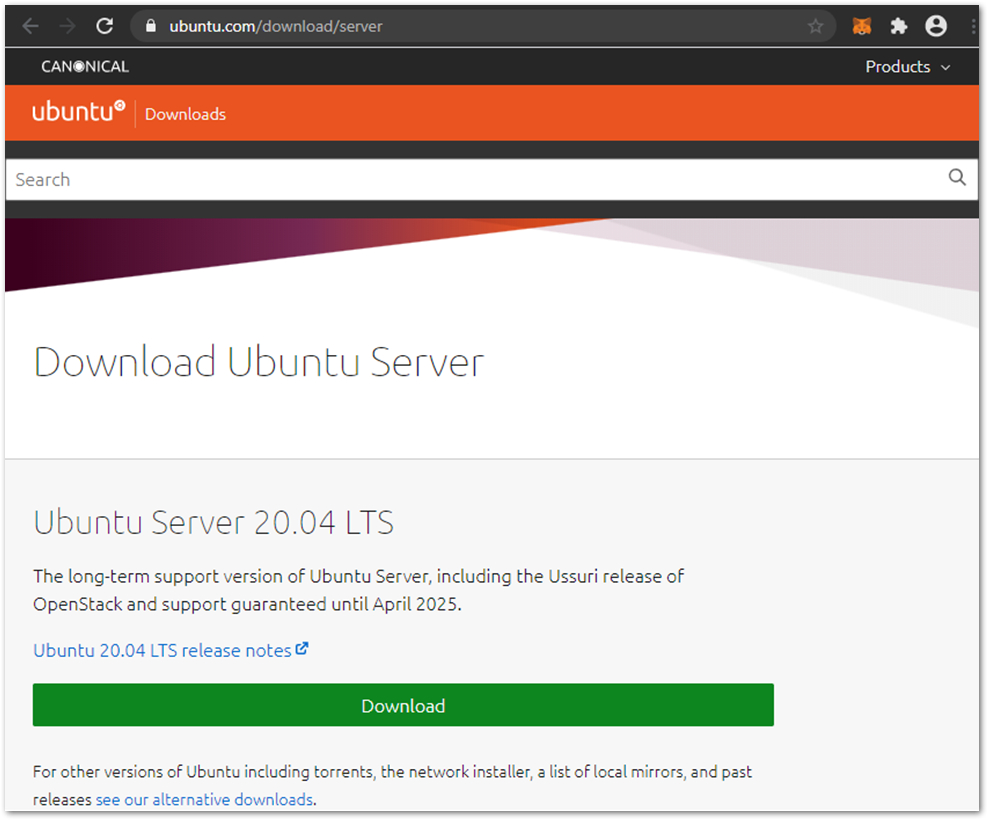 ubuntu.com/download/server
CANONICAL
Products
ubuntu
Downloads
Search
Download Ubuntu Server
Ubuntu Server 20.04 LTS
The long-term support version of Ubuntu Server, including the Ussuri release of
OpenStack and support guaranteed until April 2025.
Ubuntu 20.04 LTS release notes
Download
For other versions of Ubuntu including torrents, the network installer, a list of local mirrors, and past
releases see our alternative downloads.